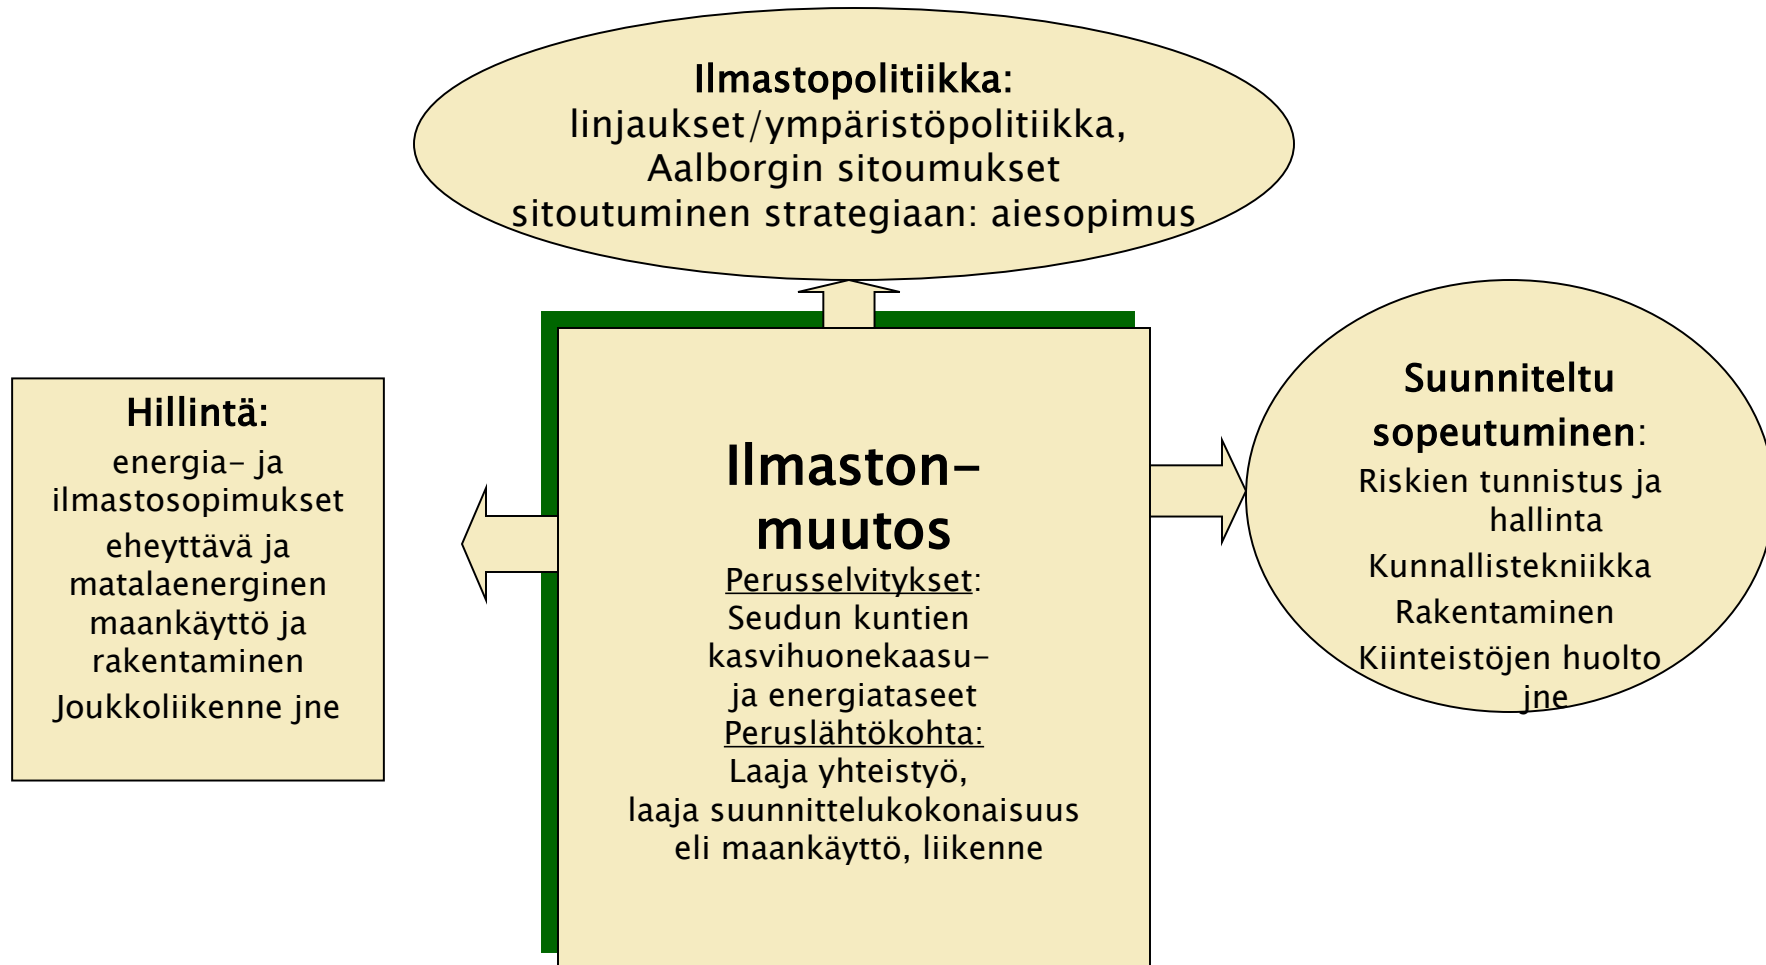 Ilmastopolitiikka:
linjaukset/ympäristöpolitiikka,
Aalborgin sitoumukset
sitoutuminen strategiaan: aiesopimus
Hillintä:
energia- ja
ilmastosopimukset
eheyttävä ja
matalaenerginen
maankäyttö ja
rakentaminen
Joukkoliikenne jne
Ilmaston-
muutos
Perusselvitykset:
Seudun kuntien
kasvihuonekaasu-
ja energiataseet
Peruslähtökohta:
Laaja yhteistyö,
laaja suunnittelukokonaisuus
eli maankäyttö, liikenne
Suunniteltu
sopeutuminen:
Riskien tunnistus ja
hallinta
Kunnallistekniikka
Rakentaminen
Kiinteistöjen huolto
jne